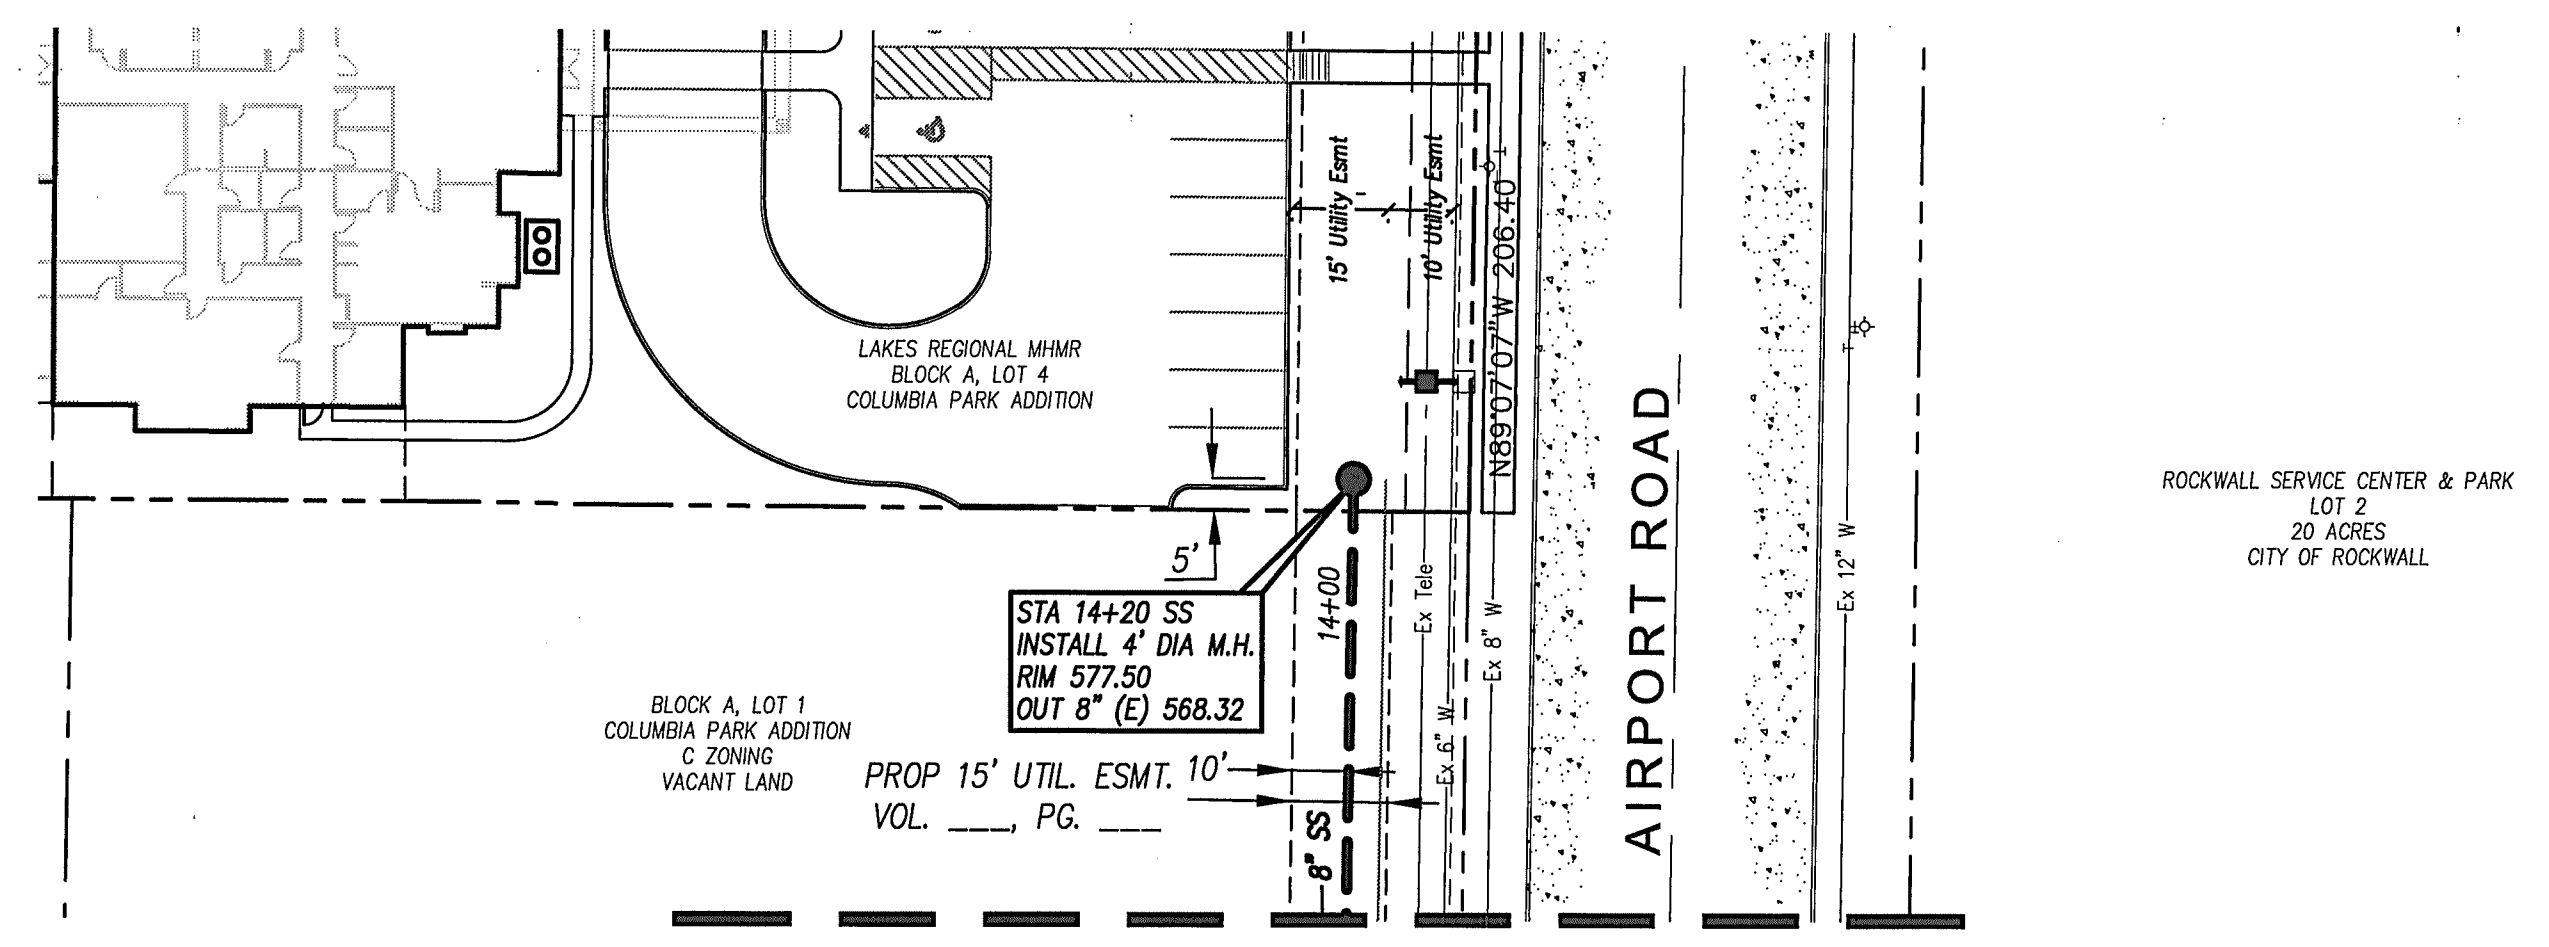 15' Utility Esmt
10' Utility Esmt
N89°07'07"W 206.40
LAKES REGIONAL MHMR
BLOCK A, LOT 4
COLUMBIA PARK ADDITION
AIRPORT ROAD
ROCKWALL SERVICE CENTER & PARK
LOT 2
20 ACRES
CITY OF ROCKWALL
5'
14+00
Ex Tele
Ex 8" W
Ex 12" W
STA 14+20 SS
INSTALL 4' DIA M.H.
RIM 577.50
OUT 8" (E) 568.32
BLOCK A, LOT 1
COLUMBIA PARK ADDITION
C ZONING
VACANT LAND
Ex 6" W
PROP 15' UTIL. ESMT. 10'
VOL. ___, PG. ___
8" SS